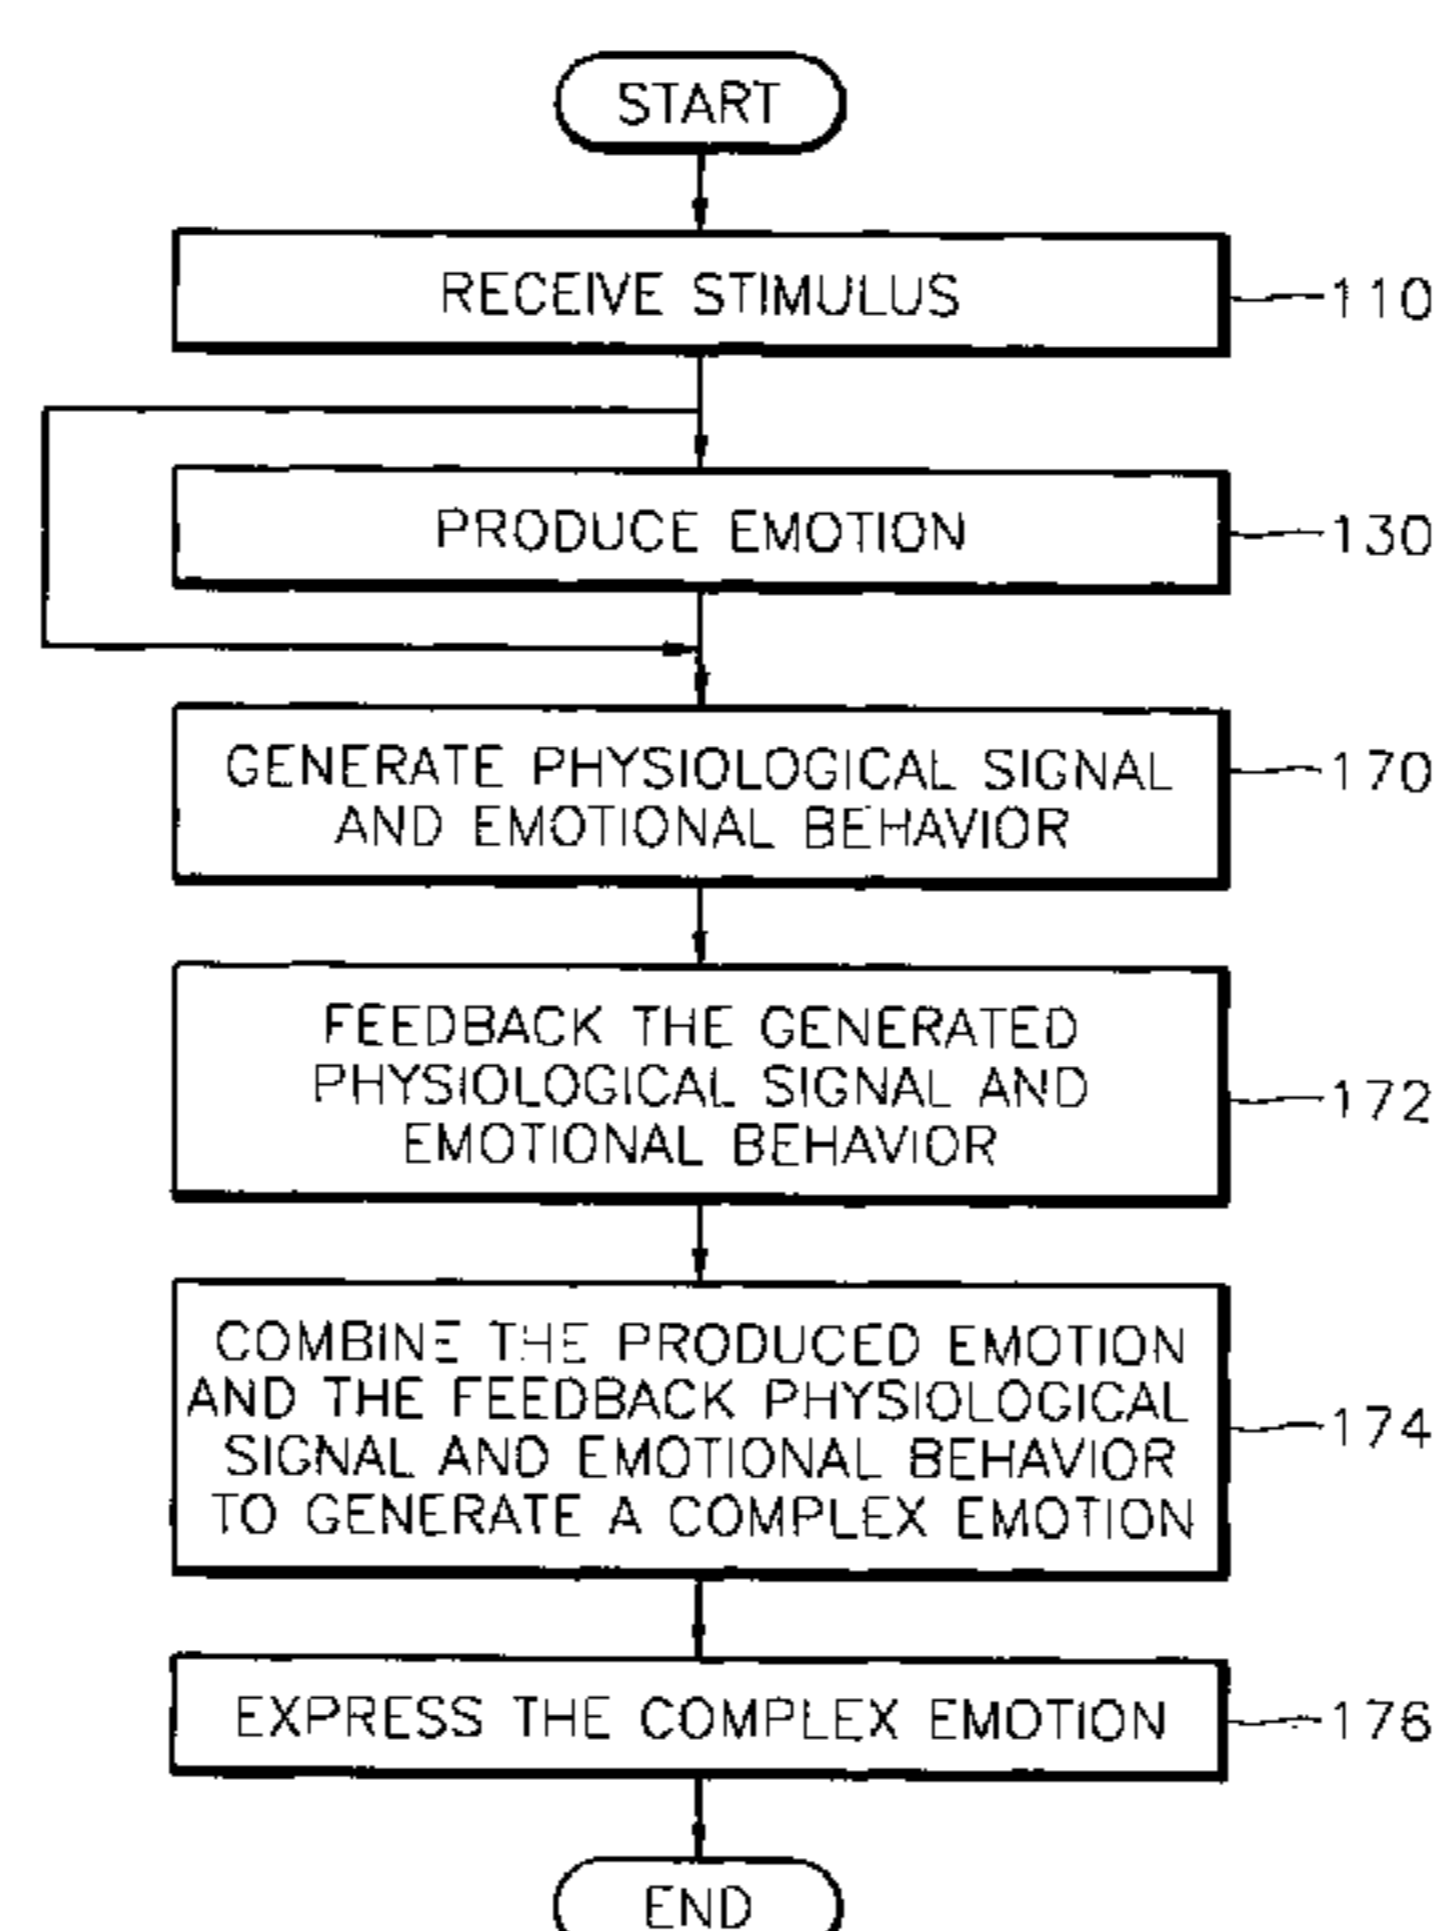 START
RECEIVE STIMULUS
110
PRODUCE EMOTION
130
GENERATE PHYSIOLOGICAL SIGNAL
AND EMOTIONAL BEHAVIOR
170
FEEDBACK THE GENERATED
PHYSIOLOGICAL SIGNAL AND
EMOTIONAL BEHAVIOR
172
COMBINE THE PRODUCED EMOTION
AND THE FEEDBACK PHYSIOLOGICAL
SIGNAL AND EMOTIONAL BEHAVIOR
TO GENERATE A COMPLEX EMOTION
174
EXPRESS THE COMPLEX EMOTION
176
END